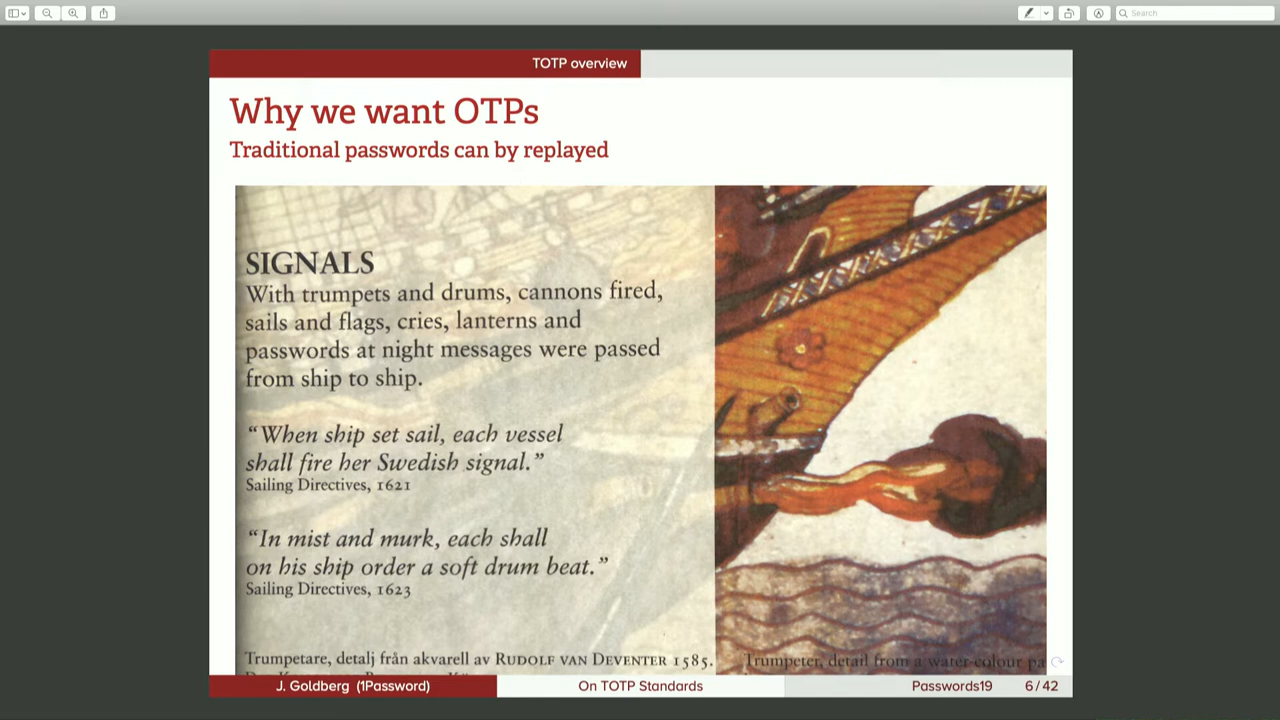 Search
TOTP overview
Why we want OTPs
Traditional passwords can by replayed
SIGNALS
With trumpets and drums, cannons fired,
sails and flags, cries, lanterns and
passwords at night messages were passed
from ship to ship.
“When ship set sail, each vessel
shall fire her Swedish signal.”
Sailing Directives, 1621
“In mist and murk, each shall
on his ship order a soft drum beat.”
Sailing Directives, 1623
Trumpetare, detalj från akvarell av RUDOLF VAN DEVENTER 1585.
Trumpeter, detail from a water-colour pa
J. Goldberg (1Password)
On TOTP Standards
Passwords19
6 / 42